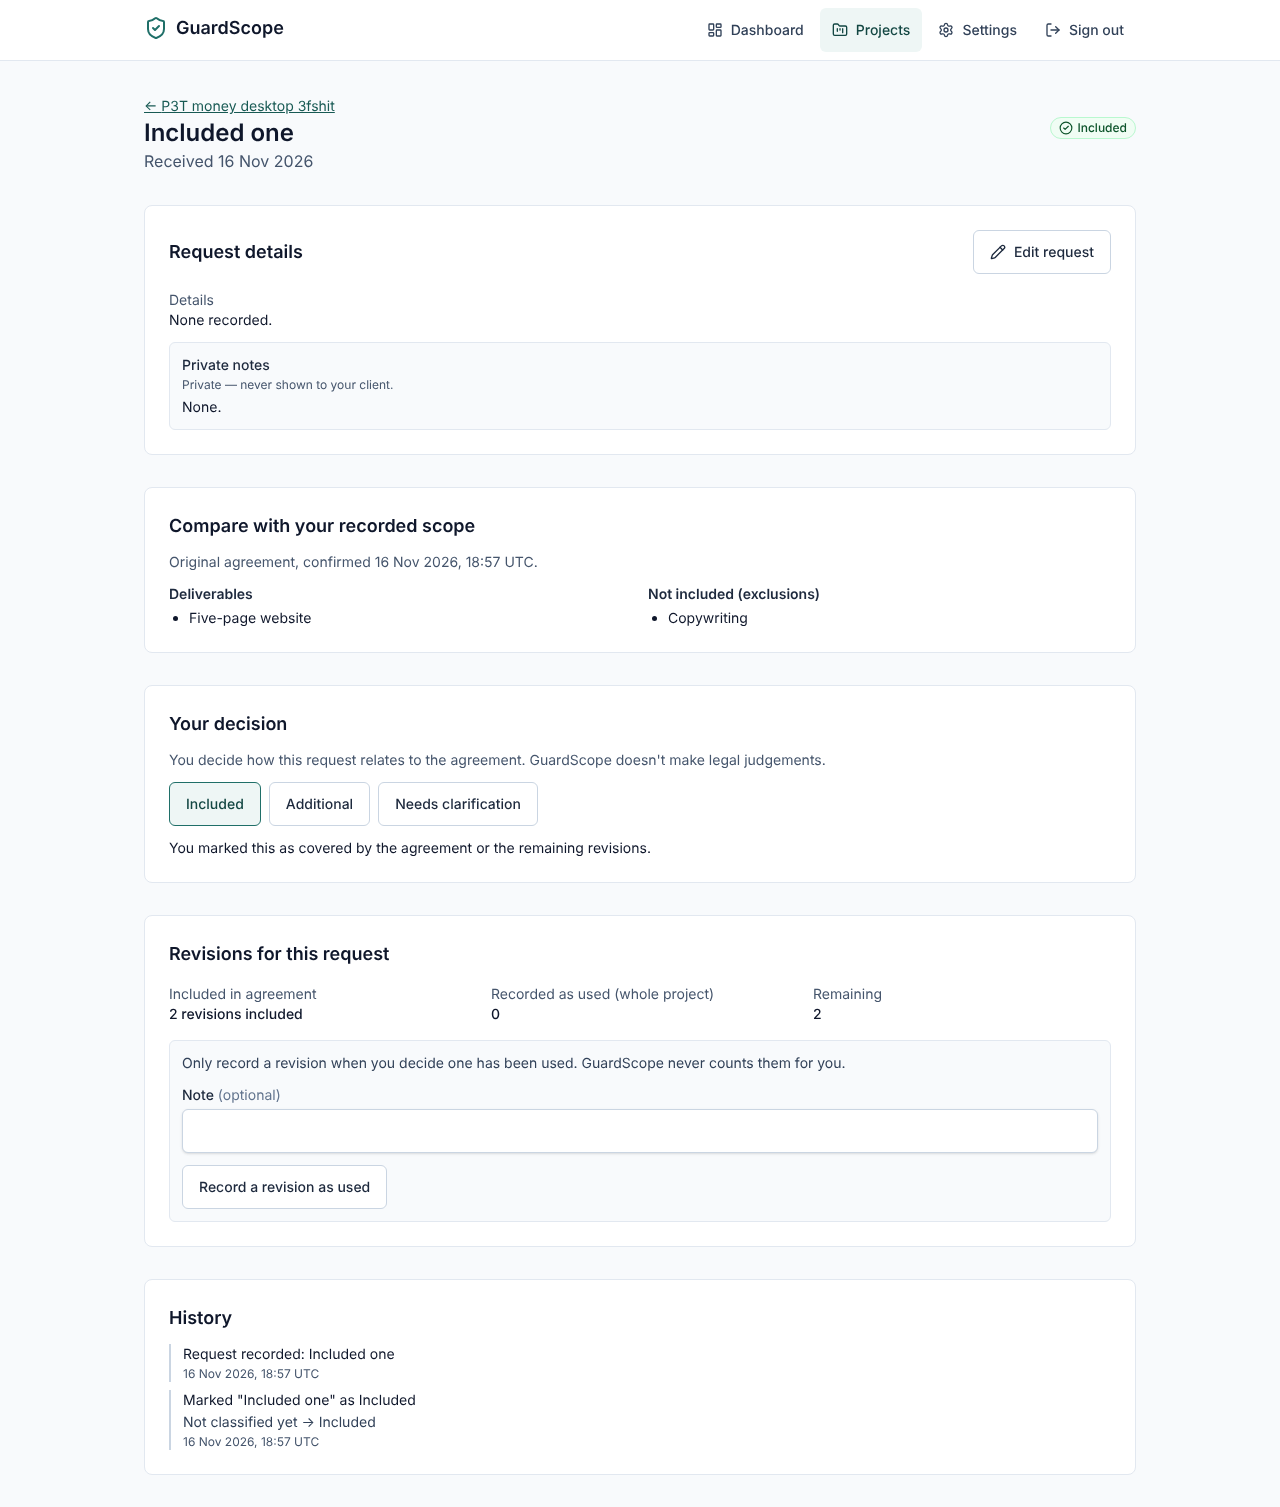 GuardScope
Dashboard
Projects
Settings
Sign out
← P3T money desktop 3fshit
Included one
Included
Received 16 Nov 2026
Request details
Edit request
Details
None recorded.
Private notes
Private — never shown to your client.
None.
Compare with your recorded scope
Original agreement, confirmed 16 Nov 2026, 18:57 UTC.
Deliverables
• Five-page website
Not included (exclusions)
• Copywriting
Your decision
You decide how this request relates to the agreement. GuardScope doesn't make legal judgements.
Included
Additional
Needs clarification
You marked this as covered by the agreement or the remaining revisions.
Revisions for this request
Included in agreement
2 revisions included
Recorded as used (whole project)
0
Remaining
2
Only record a revision when you decide one has been used. GuardScope never counts them for you.
Note (optional)
Record a revision as used
History
Request recorded: Included one
16 Nov 2026, 18:57 UTC
Marked "Included one" as Included
Not classified yet → Included
16 Nov 2026, 18:57 UTC